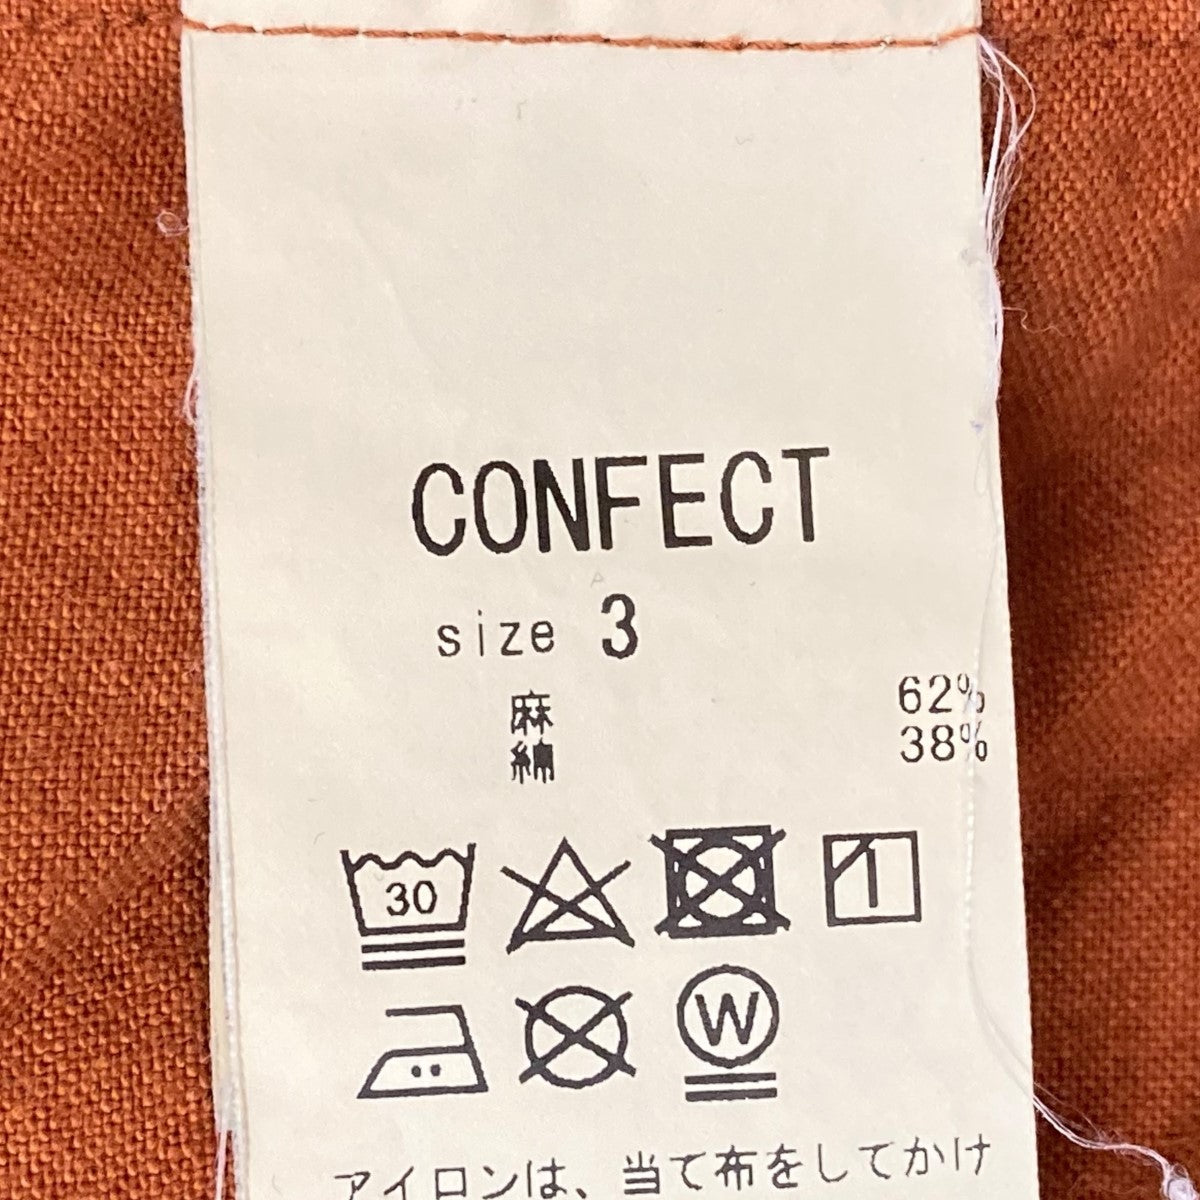 CONFECT
size 3
麻 62%
綿 38%
30
W
アイロンは、当て布をしてかけ